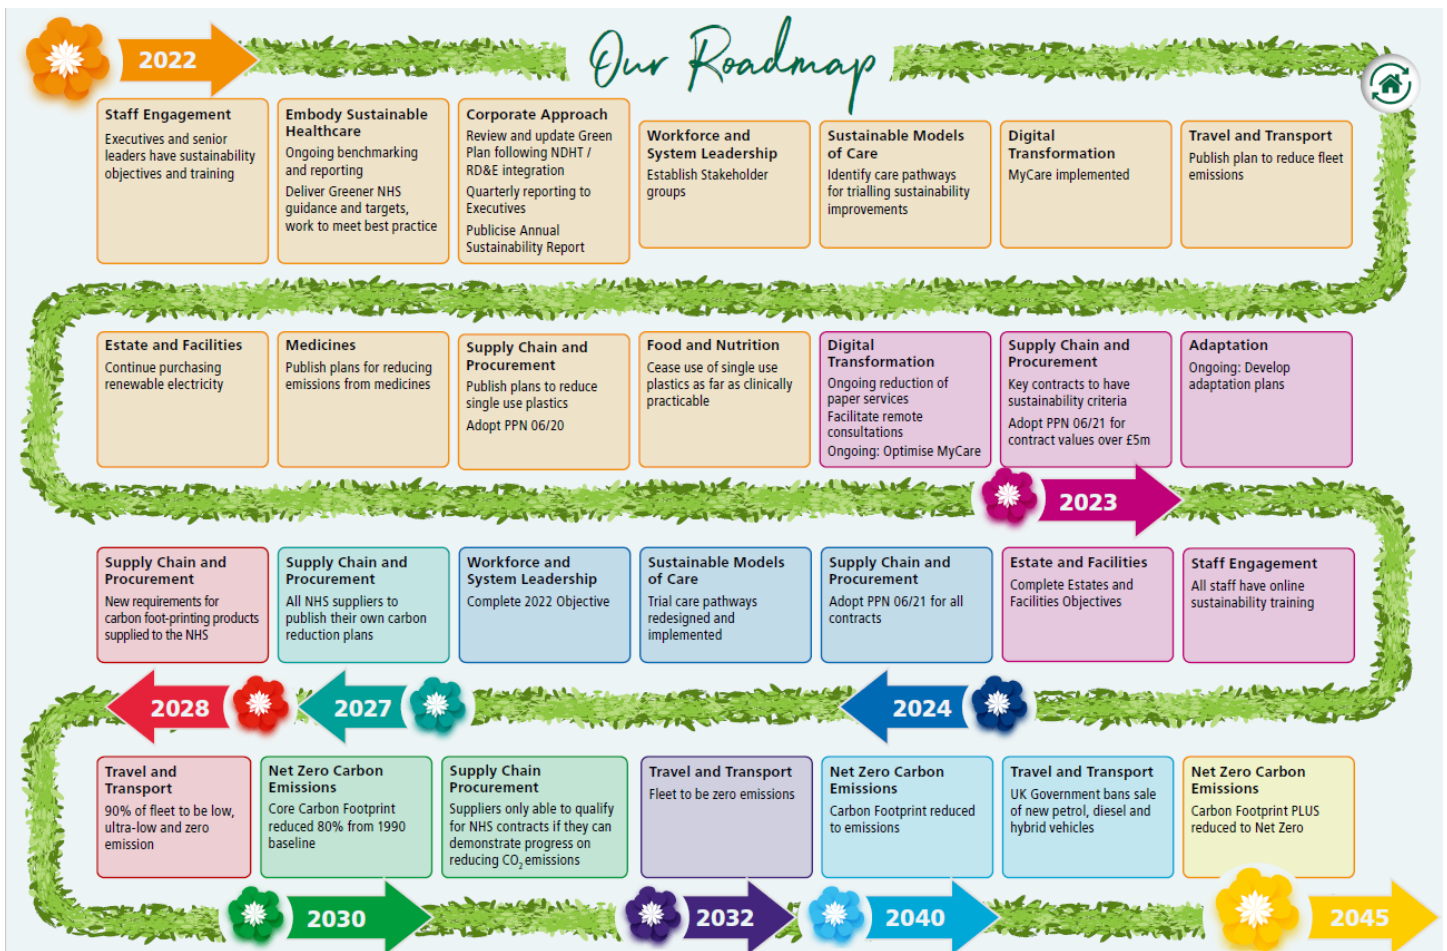 2022
Our Roadmap
Staff Engagement
Executives and senior
leaders have sustainability
objectives and training
Embody Sustainable
Healthcare
Ongoing benchmarking
and reporting
Deliver Greener NHS
guidance and targets,
work to meet best practice
Corporate Approach
Review and update Green
Plan following NDHT /
RD&E integration
Quarterly reporting to
Executives
Publicise Annual
Sustainability Report
Workforce and
System Leadership
Establish Stakeholder
groups
Sustainable Models
of Care
Identify care pathways
for trialling sustainability
improvements
Digital
Transformation
MyCare implemented
Travel and Transport
Publish plan to reduce fleet
emissions
Estate and Facilities
Continue purchasing
renewable electricity
Medicines
Publish plans for reducing
emissions from medicines
Supply Chain and
Procurement
Publish plans to reduce
single use plastics
Adopt PPN 06/20
Food and Nutrition
Cease use of single use
plastics as far as clinically
practicable
Digital
Transformation
Ongoing reduction of
paper services
Facilitate remote
consultations
Ongoing: Optimise MyCare
Supply Chain and
Procurement
Key contracts to have
sustainability criteria
Adopt PPN 06/21 for
contract values over £5m
Adaptation
Ongoing: Develop
adaptation plans
2023
Supply Chain and
Procurement
New requirements for
carbon foot-printing products
supplied to the NHS
Supply Chain and
Procurement
All NHS suppliers to
publish their own carbon
reduction plans
Workforce and
System Leadership
Complete 2022 Objective
Sustainable Models
of Care
Trial care pathways
redesigned and
implemented
Supply Chain and
Procurement
Adopt PPN 06/21 for all
contracts
Estate and Facilities
Complete Estates and
Facilities Objectives
Staff Engagement
All staff have online
sustainability training
2028
2027
2024
Travel and
Transport
90% of fleet to be low,
ultra-low and zero
emission
Net Zero Carbon
Emissions
Core Carbon Footprint
reduced 80% from 1990
baseline
Supply Chain
Procurement
Suppliers only able to qualify
for NHS contracts if they can
demonstrate progress on
reducing CO₂ emissions
Travel and Transport
Fleet to be zero emissions
Net Zero Carbon
Emissions
Carbon Footprint reduced
to emissions
Travel and Transport
UK Government bans sale
of new petrol, diesel and
hybrid vehicles
Net Zero Carbon
Emissions
Carbon Footprint PLUS
reduced to Net Zero
2030
2032
2040
2045